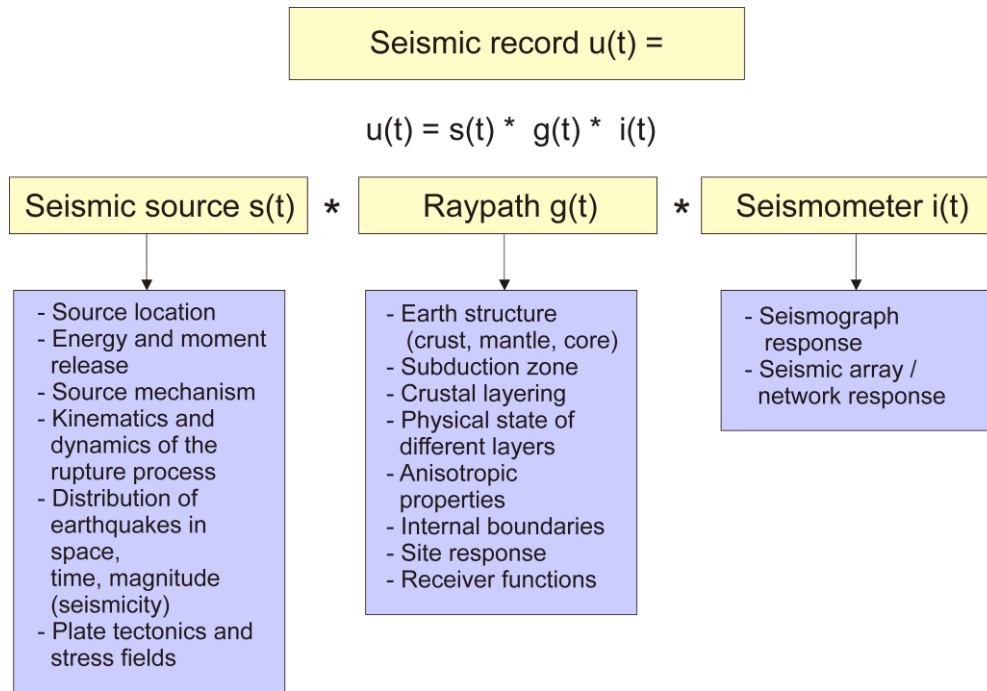 Seismic record u(t) =
u(t) = s(t) * g(t) * i(t)
Seismic source s(t) * Raypath g(t) * Seismometer i(t)
- Source location
- Energy and moment
release
- Source mechanism
- Kinematics and
dynamics of the
rupture process
- Distribution of
earthquakes in
space,
time, magnitude
(seismicity)
- Plate tectonics and
stress fields
- Earth structure
(crust, mantle, core)
- Subduction zone
- Crustal layering
- Physical state of
different layers
- Anisotropic
properties
- Internal boundaries
- Site response
- Receiver functions
- Seismograph
response
- Seismic array /
network response